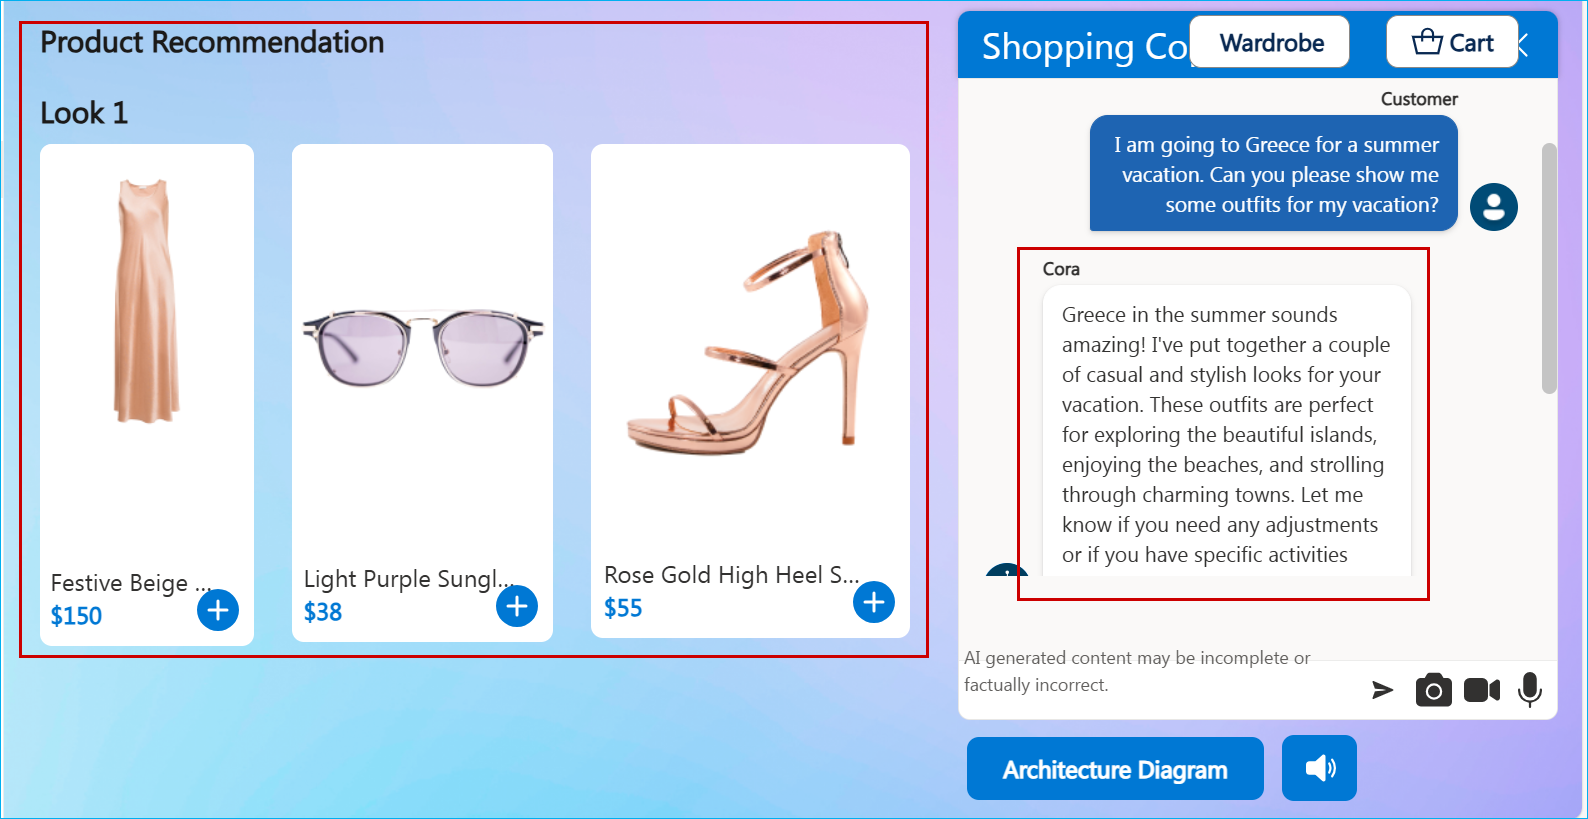 Product Recommendation
Look 1
Festive Beige ...
$150
Light Purple Sungl...
$38
Rose Gold High Heel S...
$55
Shopping Co
Wardrobe
Cart
Customer
I am going to Greece for a summer
vacation. Can you please show me
some outfits for my vacation?
Cora
Greece in the summer sounds
amazing! I've put together a couple
of casual and stylish looks for your
vacation. These outfits are perfect
for exploring the beautiful islands,
enjoying the beaches, and strolling
through charming towns. Let me
know if you need any adjustments
or if you have specific activities
AI generated content may be incomplete or
factually incorrect.
Architecture Diagram